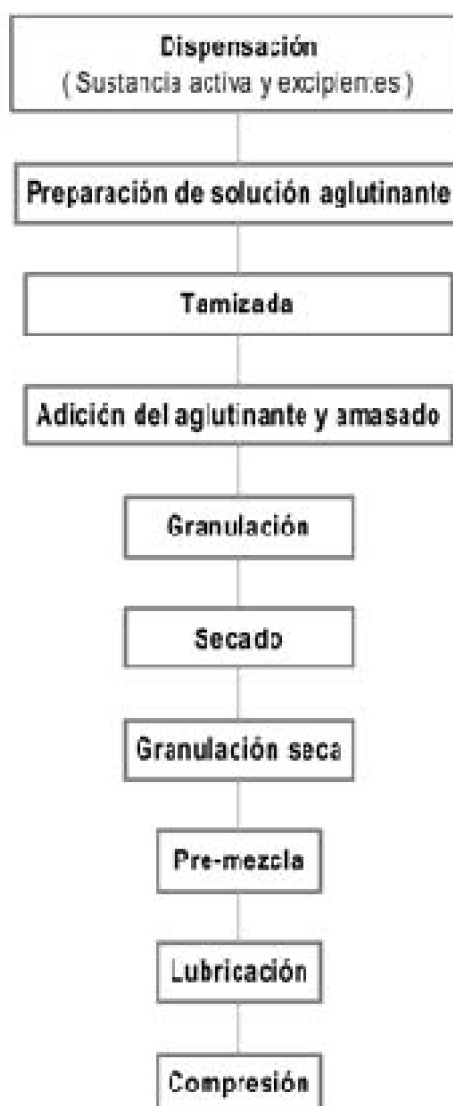 Dispensación
( Sustancia activa y excipientes )
Preparación de solución aglutinante
Tamizada
Adición del aglutinante y amasado
Granulación
Secado
Granulación seca
Pre-mezcla
Lubricación
Compresión